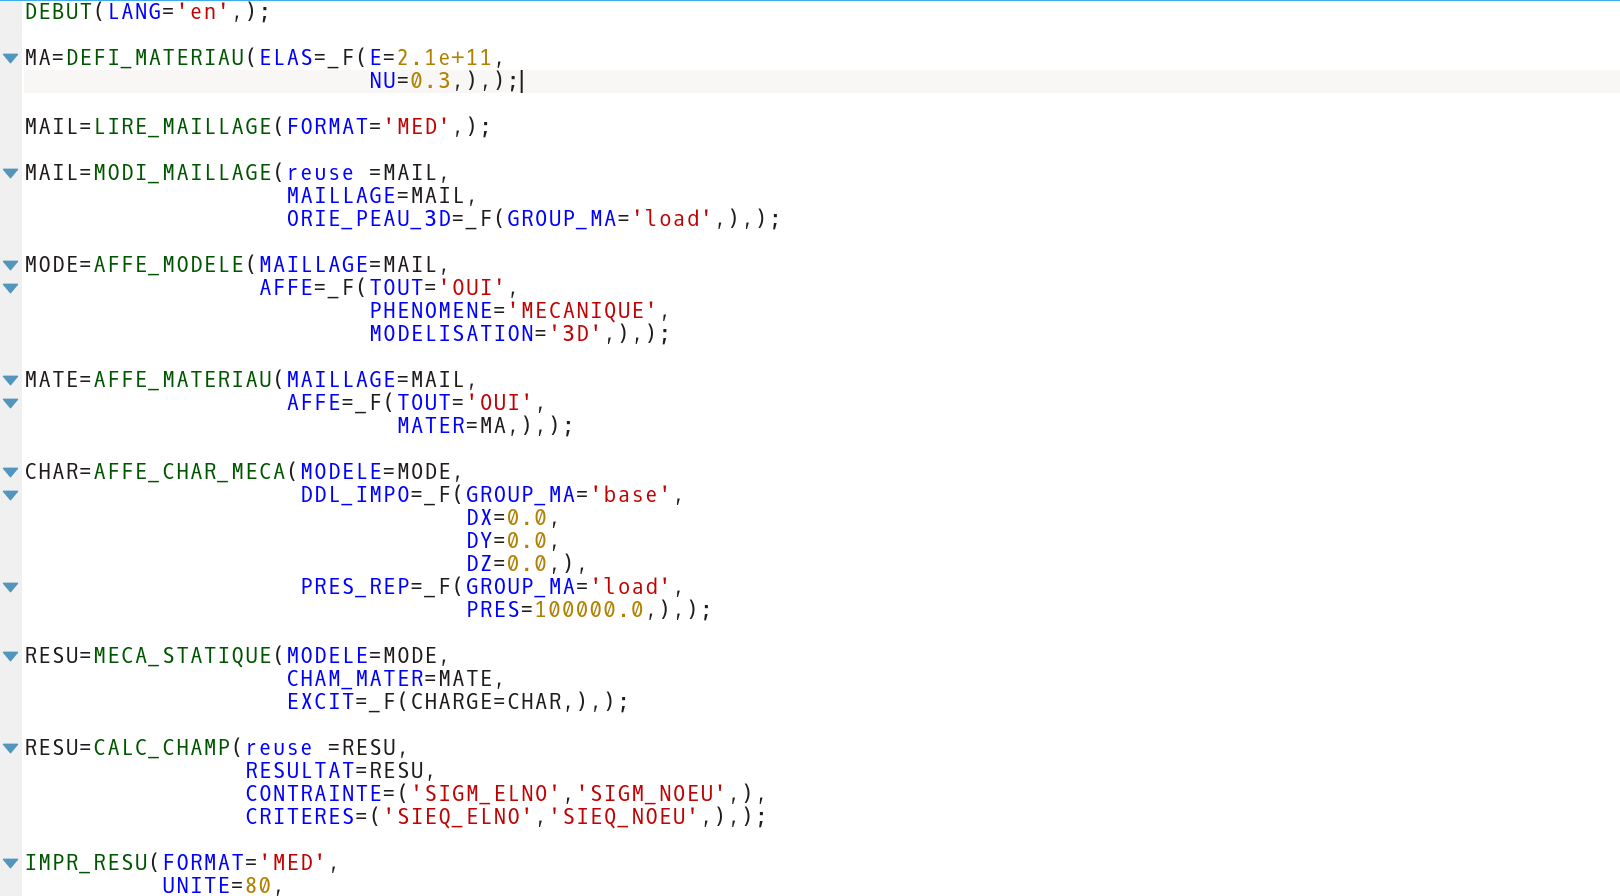 DEBUT(LANG='en',);
MA=DEFI_MATERIAU(ELAS=_F(E=2.1e+11,
NU=0.3,),);
MAIL=LIRE_MAILLAGE(FORMAT='MED',);
MAIL=MODI_MAILLAGE(reuse =MAIL,
MAILLAGE=MAIL,
ORIE_PEAU_3D=_F(GROUP_MA='load',),);
MODE=AFFE_MODELE(MAILLAGE=MAIL,
AFFE=_F(TOUT='OUI',
PHENOMENE='MECANIQUE',
MODELISATION='3D',),);
MATE=AFFE_MATERIAU(MAILLAGE=MAIL,
AFFE=_F(TOUT='OUI',
MATER=MA,),);
CHAR=AFFE_CHAR_MECA(MODELE=MODE,
DDL_IMPO=_F(GROUP_MA='base',
DX=0.0,
DY=0.0,
DZ=0.0,),
PRES_REP=_F(GROUP_MA='load',
PRES=100000.0,),);
RESU=MECA_STATIQUE(MODELE=MODE,
CHAM_MATER=MATE,
EXCIT=_F(CHARGE=CHAR,),);
RESU=CALC_CHAMP(reuse =RESU,
RESULTAT=RESU,
CONTRAINTE=('SIGM_ELNO','SIGM_NOEU',),
CRITERES=('SIEQ_ELNO','SIEQ_NOEU',),);
IMPR_RESU(FORMAT='MED',
UNITE=80,